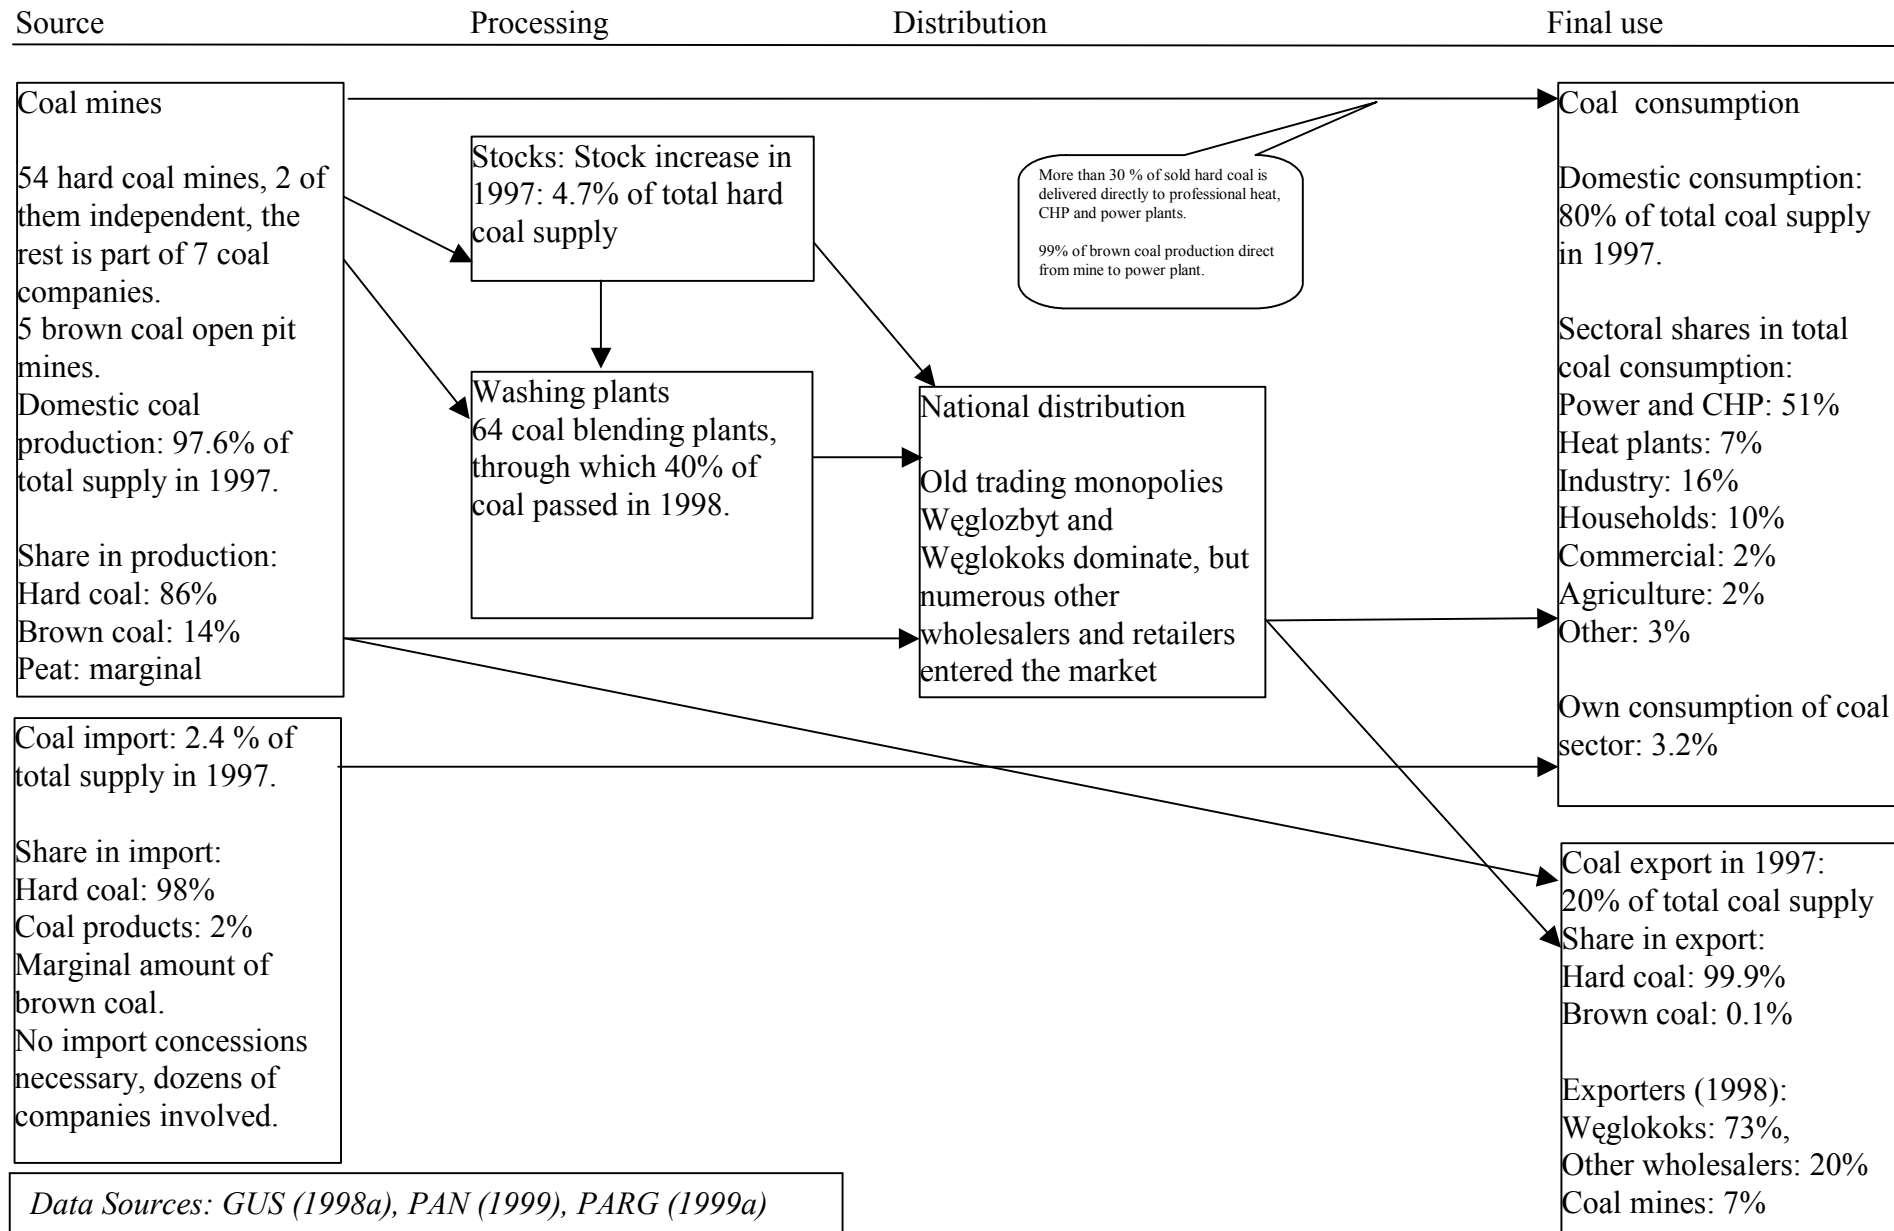 Source Processing Distribution Final use
Coal mines
54 hard coal mines, 2 of
them independent, the
rest is part of 7 coal
companies.
5 brown coal open pit
mines.
Domestic coal
production: 97.6% of
total supply in 1997.
Share in production:
Hard coal: 86%
Brown coal: 14%
Peat: marginal
Coal import: 2.4 % of
total supply in 1997.
Share in import:
Hard coal: 98%
Coal products: 2%
Marginal amount of
brown coal.
No import concessions
necessary, dozens of
companies involved.
Stocks: Stock increase in
1997: 4.7% of total hard
coal supply
Washing plants
64 coal blending plants,
through which 40% of
coal passed in 1998.
More than 30 % of sold hard coal is
delivered directly to professional heat,
CHP and power plants.
99% of brown coal production direct
from mine to power plant.
National distribution
Old trading monopolies
Węglozbyt and
Węglokoks dominate, but
numerous other
wholesalers and retailers
entered the market
Coal consumption
Domestic consumption:
80% of total coal supply
in 1997.
Sectoral shares in total
coal consumption:
Power and CHP: 51%
Heat plants: 7%
Industry: 16%
Households: 10%
Commercial: 2%
Agriculture: 2%
Other: 3%
Own consumption of coal
sector: 3.2%
Coal export in 1997:
20% of total coal supply
Share in export:
Hard coal: 99.9%
Brown coal: 0.1%
Exporters (1998):
Węglokoks: 73%,
Other wholesalers: 20%
Coal mines: 7%
Data Sources: GUS (1998a), PAN (1999), PARG (1999a)